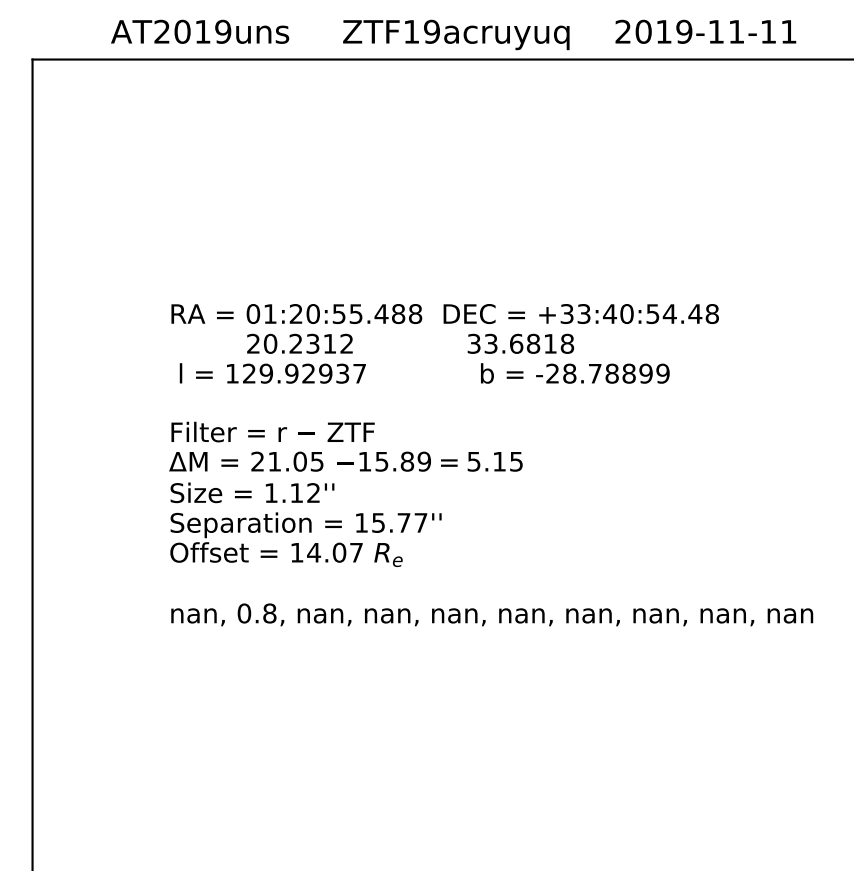 AT2019uns ZTF19acruyuq 2019-11-11
RA = 01:20:55.488 DEC = +33:40:54.48
20.2312 33.6818
l = 129.92937 b = -28.78899
Filter = r − ZTF
ΔM = 21.05 −15.89 = 5.15
Size = 1.12''
Separation = 15.77''
Offset = 14.07 Rₑ
nan, 0.8, nan, nan, nan, nan, nan, nan, nan, nan